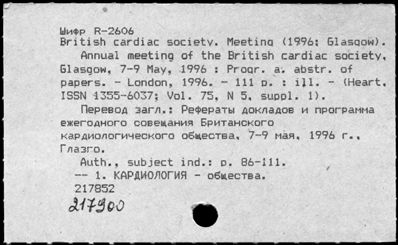 Шифр R-2606
British cardiac society. Meeting (1996; Glasgow).
Annual meeting of the British cardiac society,
Glasgow, 7-9 May, 1996 : Progr. a. abstr. of
papers. - London, 1996. - 111 p. : ill. - (Heart,
ISSN 1355-6037; Vol. 75, N 5, suppl. 1).
Перевод загл.: Рефераты докладов и программа
ежегодного совещания Британского
кардиологического общества, 7-9 мая, 1996 г.,
Глазго.
Auth., subject ind.: p. 86-111.
-- 1. КАРДИОЛОГИЯ - общества.
217852
217900